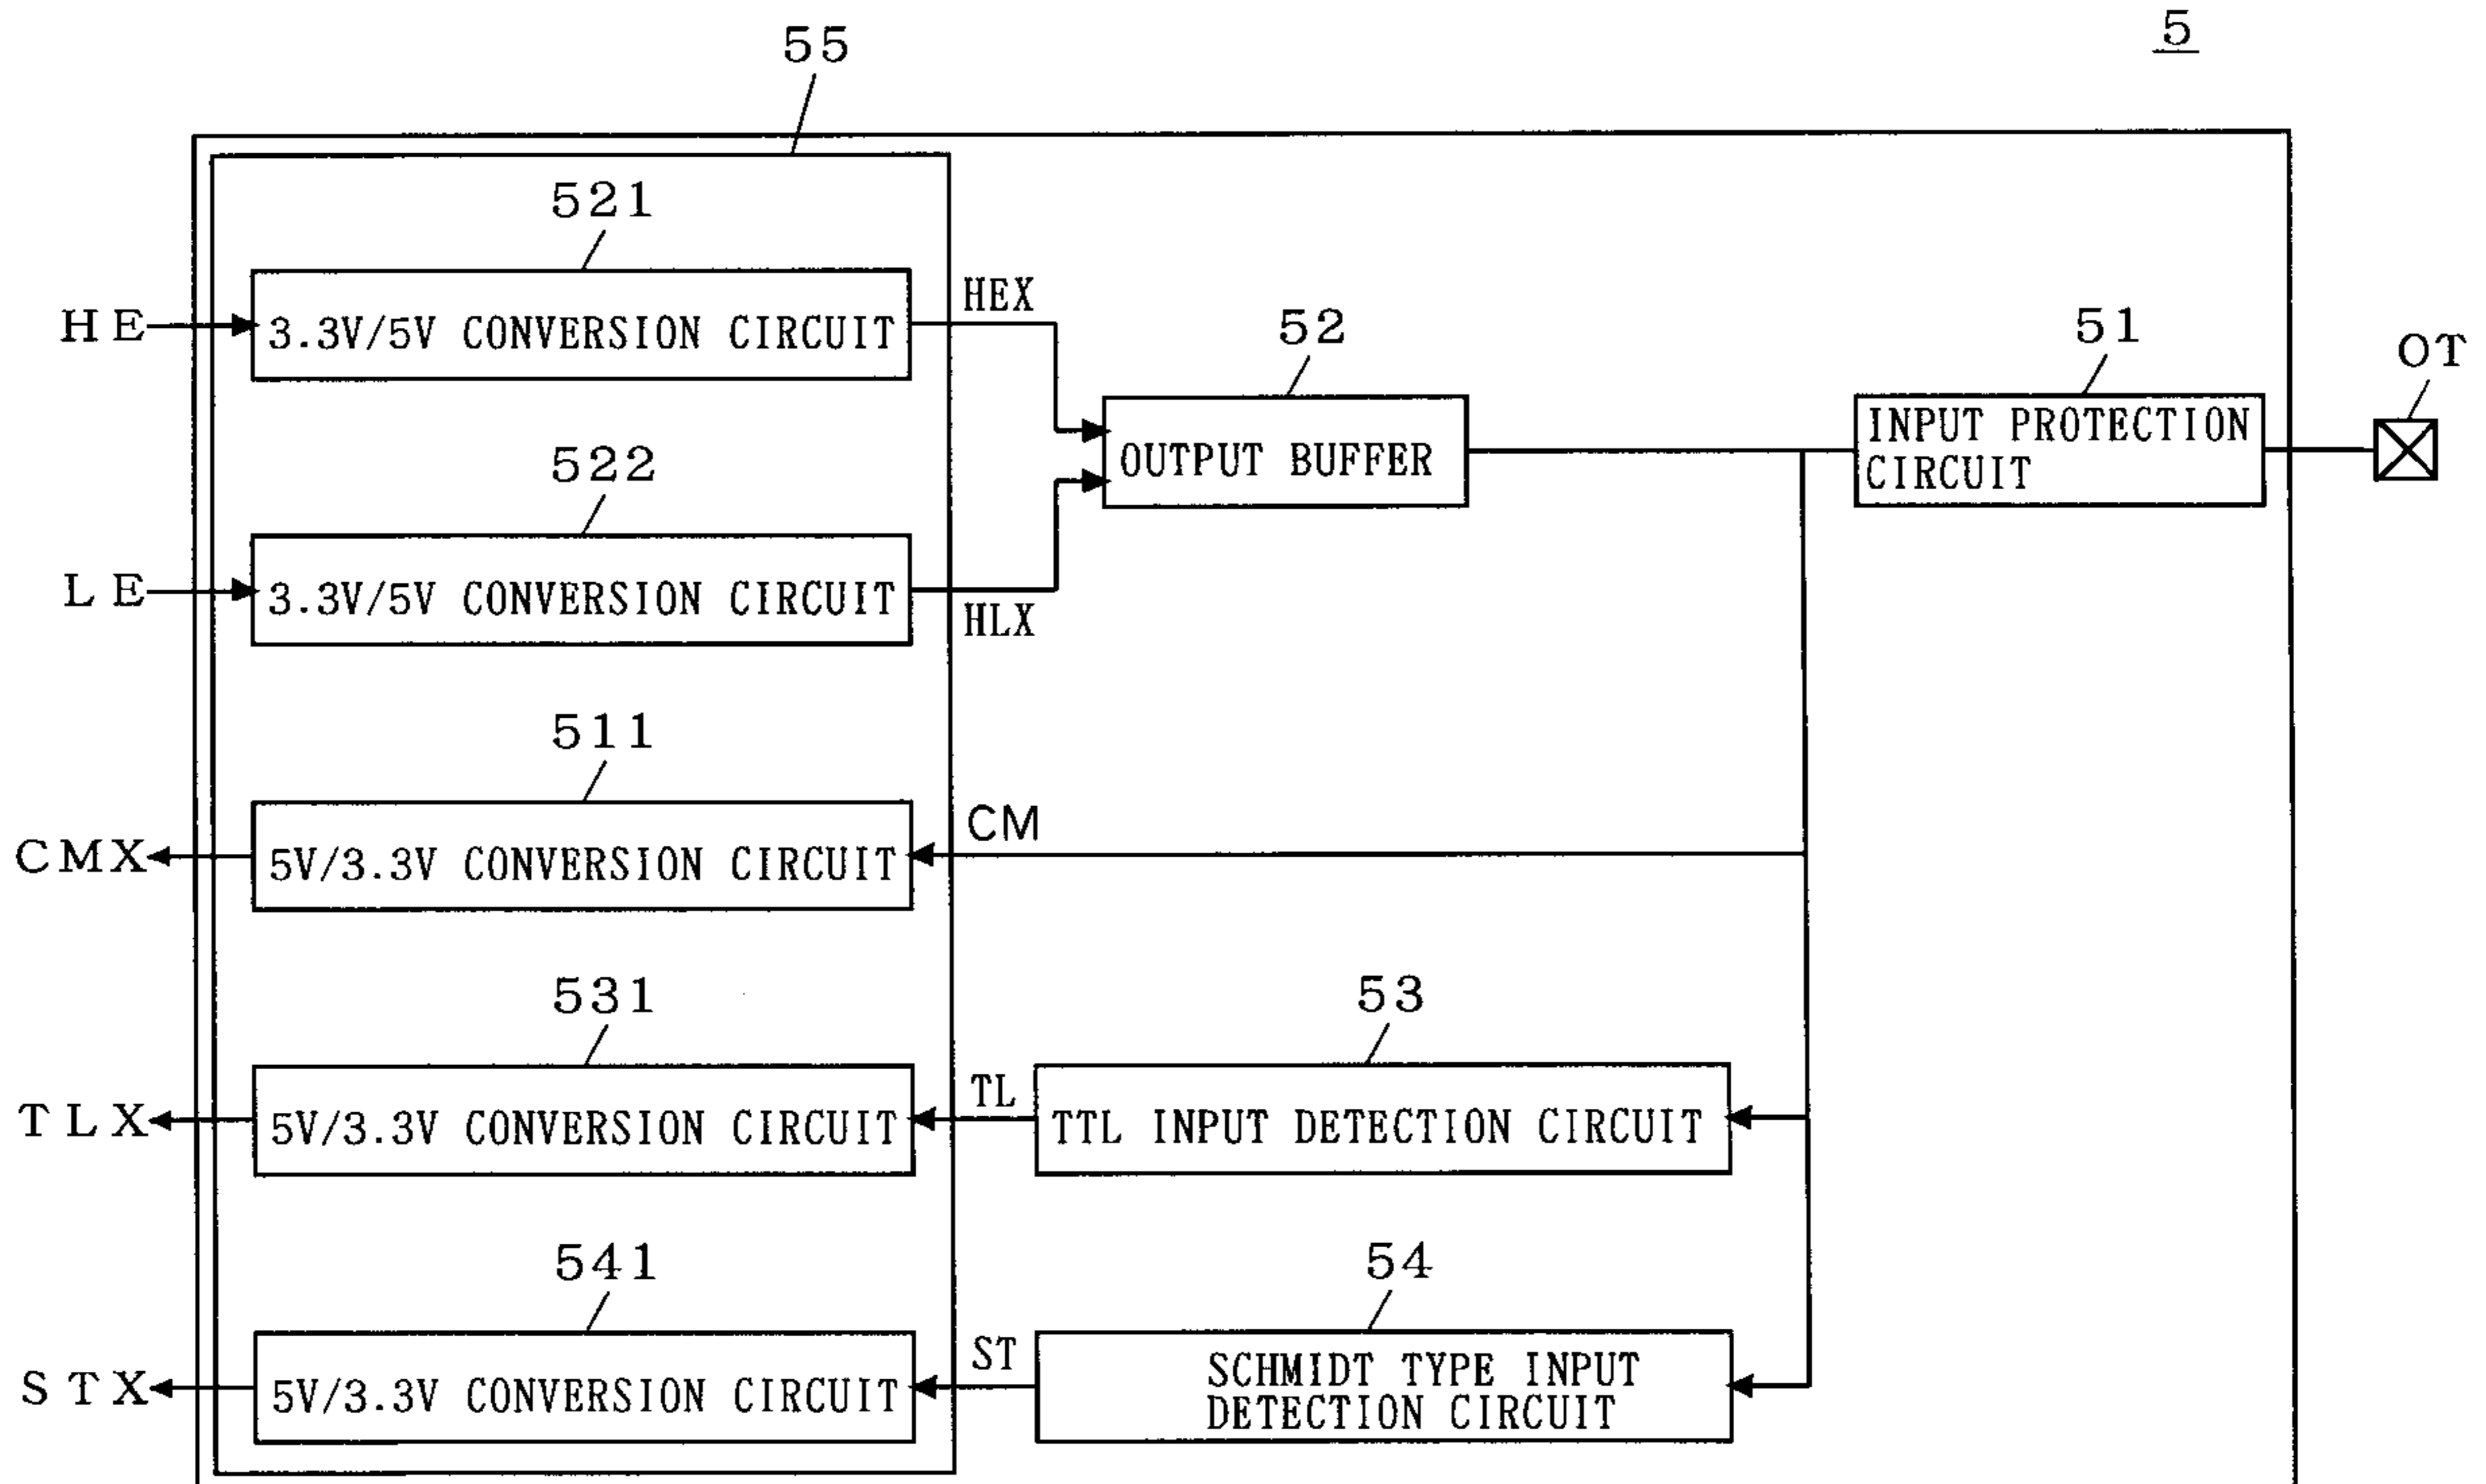 5
55
521
HE
3.3V/5V CONVERSION CIRCUIT
HEX
52
OUTPUT BUFFER
51
INPUT PROTECTION
CIRCUIT
OT
522
LE
3.3V/5V CONVERSION CIRCUIT
HLX
511
CMX
5V/3.3V CONVERSION CIRCUIT
CM
531
TLX
5V/3.3V CONVERSION CIRCUIT
TL
53
TTL INPUT DETECTION CIRCUIT
541
STX
5V/3.3V CONVERSION CIRCUIT
ST
54
SCHMIDT TYPE INPUT
DETECTION CIRCUIT